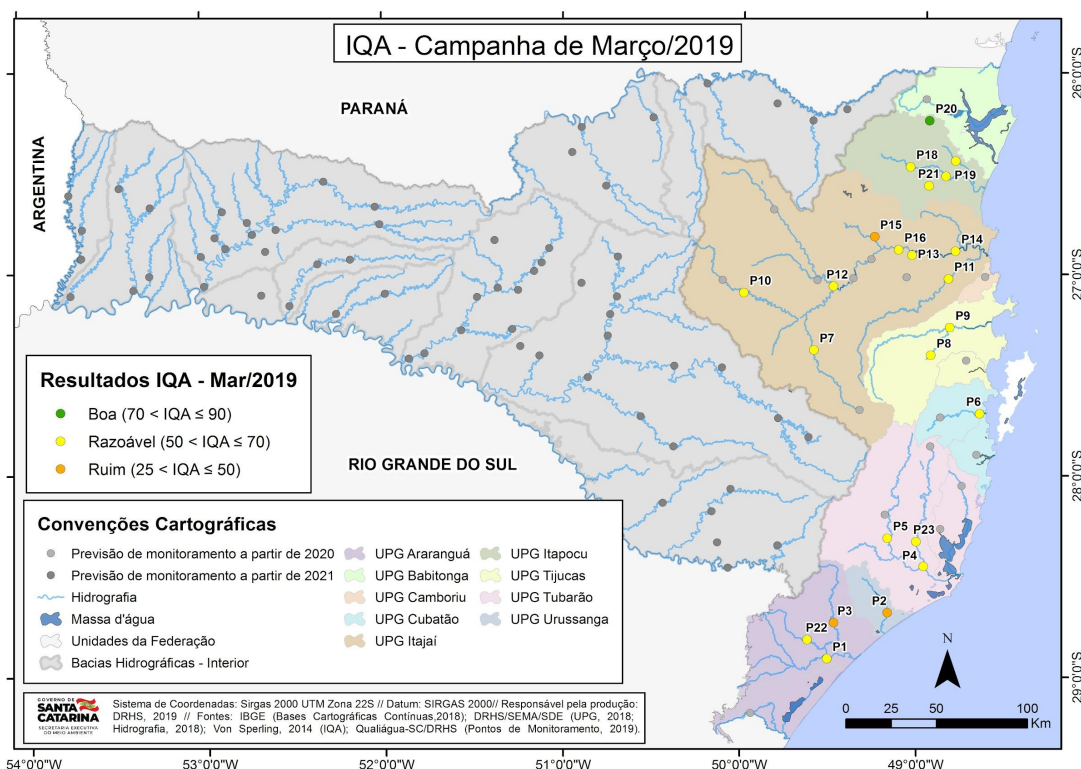 IQA - Campanha de Março/2019
26°0'0"S
27°0'0"S
28°0'0"S
29°0'0"S
PARANÁ
ARGENTINA
RIO GRANDE DO SUL
P20
P18
P19
P21
P15
P16
P13
P14
P11
P12
P10
P7
P9
P8
P6
P5
P23
P4
P2
P3
P22
P1
Resultados IQA - Mar/2019
Boa (70 < IQA ≤ 90)
Razoável (50 < IQA ≤ 70)
Ruim (25 < IQA ≤ 50)
Convenções Cartográficas
Previsão de monitoramento a partir de 2020
Previsão de monitoramento a partir de 2021
Hidrografia
Massa d'água
Unidades da Federação
Bacias Hidrográficas - Interior
UPG Araranguá
UPG Babitonga
UPG Camboriu
UPG Cubatão
UPG Itajaí
UPG Itapocu
UPG Tijucas
UPG Tubarão
UPG Urussanga
N
0 25 50 100
Km
GOVERNO DE
SANTA
CATARINA
SECRETARIA EXECUTIVA
DO MEIO AMBIENTE
Sistema de Coordenadas: Sirgas 2000 UTM Zona 22S // Datum: SIRGAS 2000// Responsável pela produção:
DRHS, 2019 // Fontes: IBGE (Bases Cartográficas Contínuas,2018); DRHS/SEMA/SDE (UPG, 2018;
Hidrografia, 2018); Von Sperling, 2014 (IQA); Qualiágua-SC/DRHS (Pontos de Monitoramento, 2019).
54°0'0"W 53°0'0"W 52°0'0"W 51°0'0"W 50°0'0"W 49°0'0"W